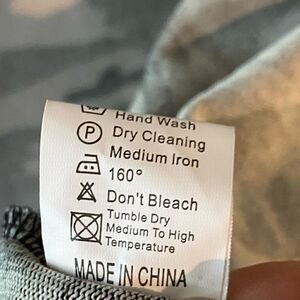 Hand Wash
P Dry Cleaning
Medium Iron
160°
Don't Bleach
Tumble Dry
Medium To High
Temperature
MADE IN CHINA